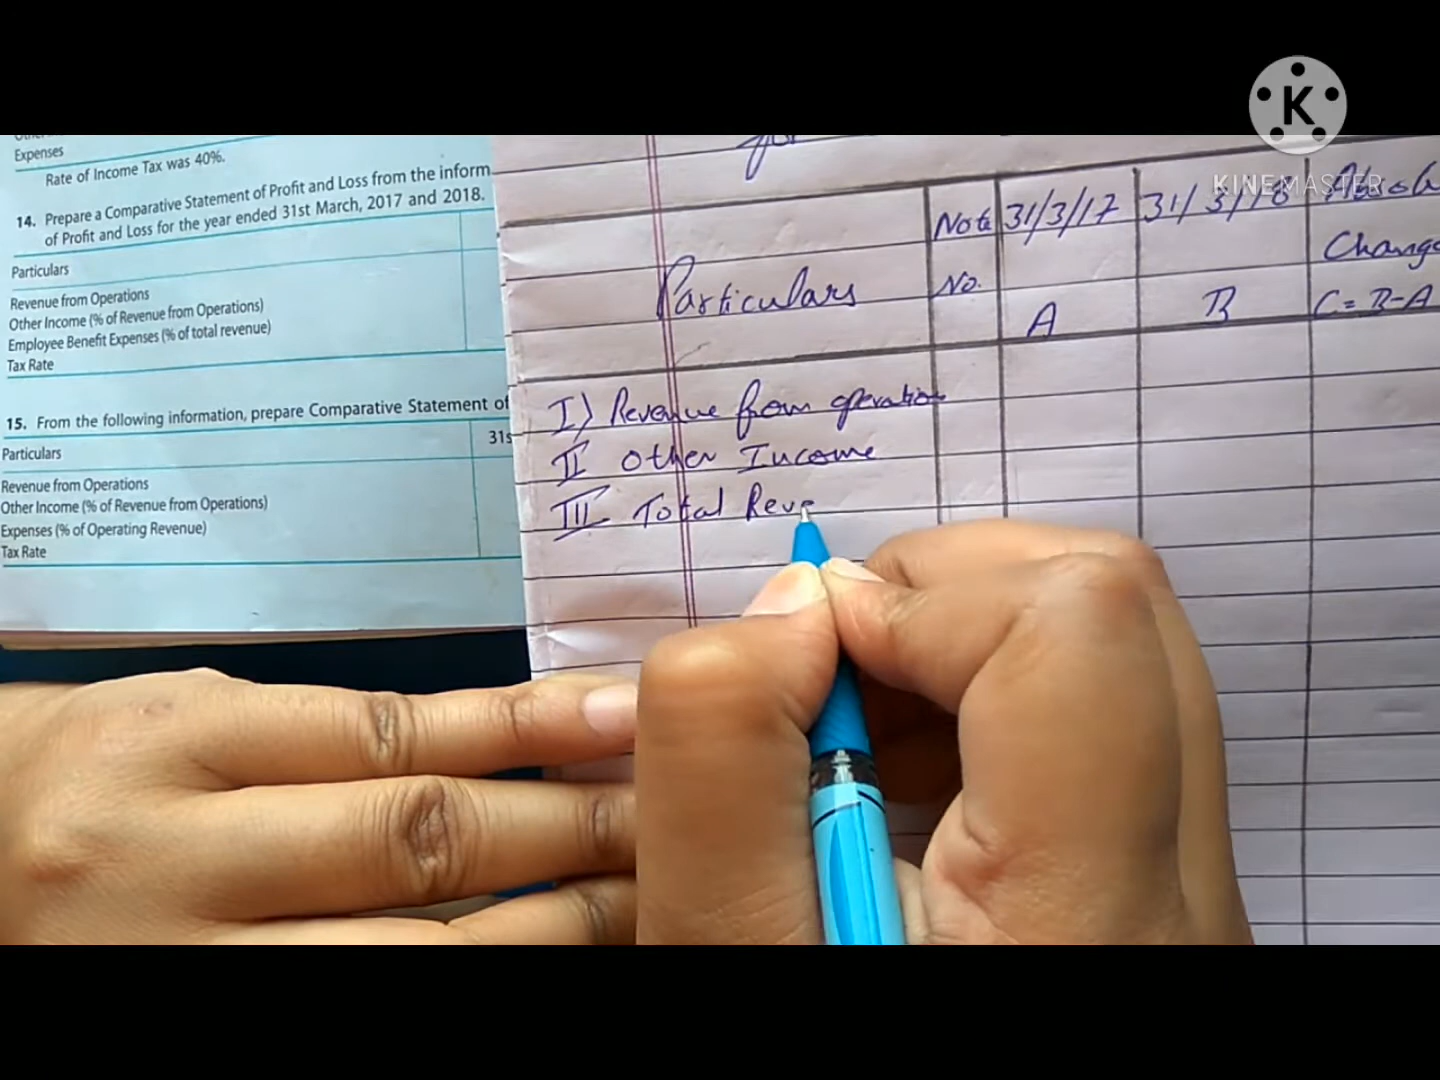 Expenses
Rate of Income Tax was 40%.
14. Prepare a Comparative Statement of Profit and Loss from the inform
of Profit and Loss for the year ended 31st March, 2017 and 2018.
Particulars
Revenue from Operations
Other Income (% of Revenue from Operations)
Employee Benefit Expenses (% of total revenue)
Tax Rate
15. From the following information, prepare Comparative Statement of
Particulars 31s
Revenue from Operations
Other Income (% of Revenue from Operations)
Expenses (% of Operating Revenue)
Tax Rate
K
KINEMASTER
Particulars
Note
No.
31/3/17
A
31/3/18
B
Change
C = B-A
I) Revenue from operation
II Other Income
III Total Reve